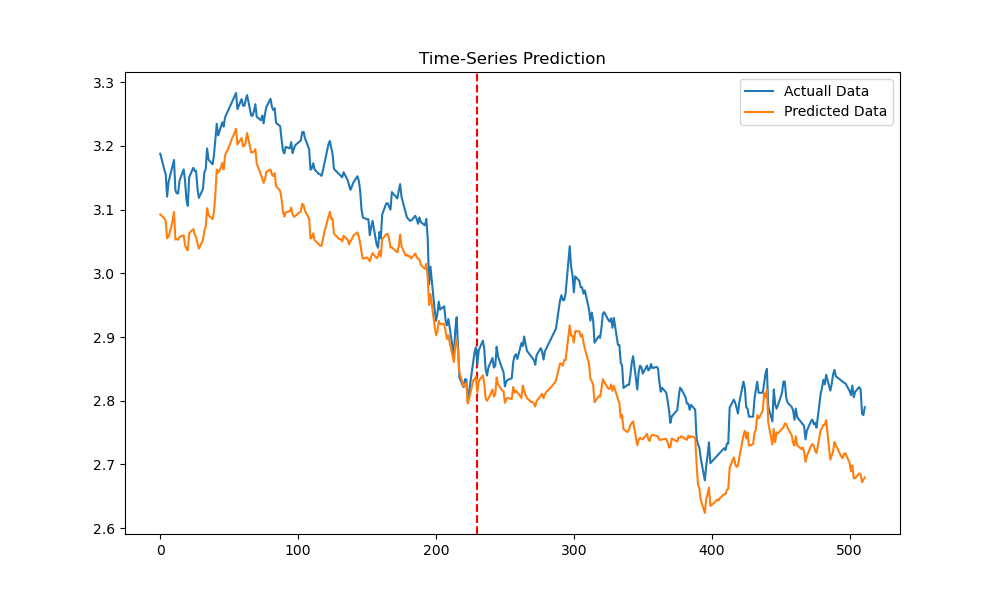 Time-Series Prediction
Actuall Data
Predicted Data
3.3
3.2
3.1
3.0
2.9
2.8
2.7
2.6
0 100 200 300 400 500